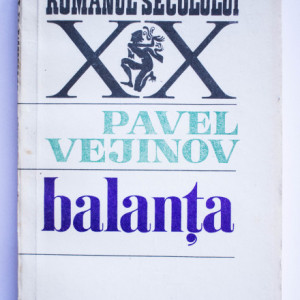 ROMANUL SECOLULUI
XX
PAVEL
VEJINOV
balanța